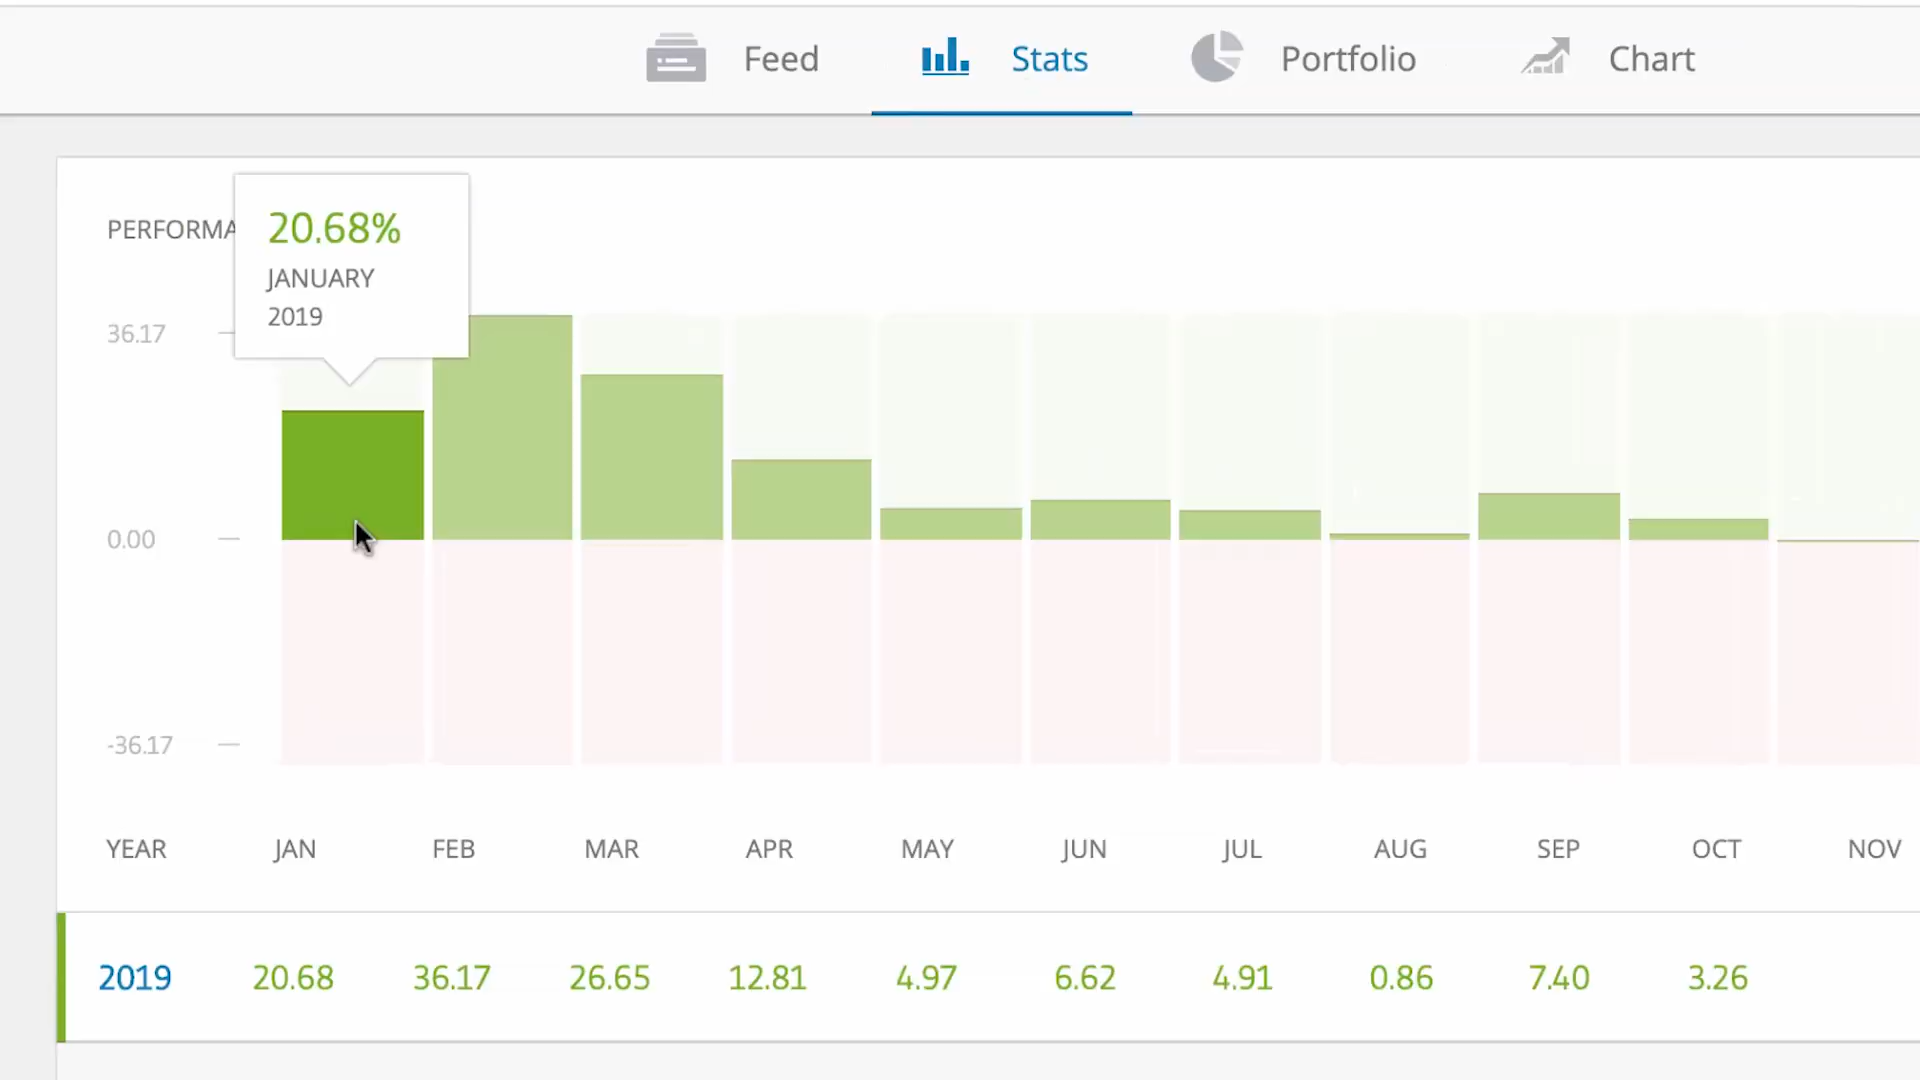 Feed Stats Portfolio Chart
PERFORMA
20.68%
JANUARY
2019
36.17
0.00
-36.17
YEAR JAN FEB MAR APR MAY JUN JUL AUG SEP OCT NOV
2019 20.68 36.17 26.65 12.81 4.97 6.62 4.91 0.86 7.40 3.26